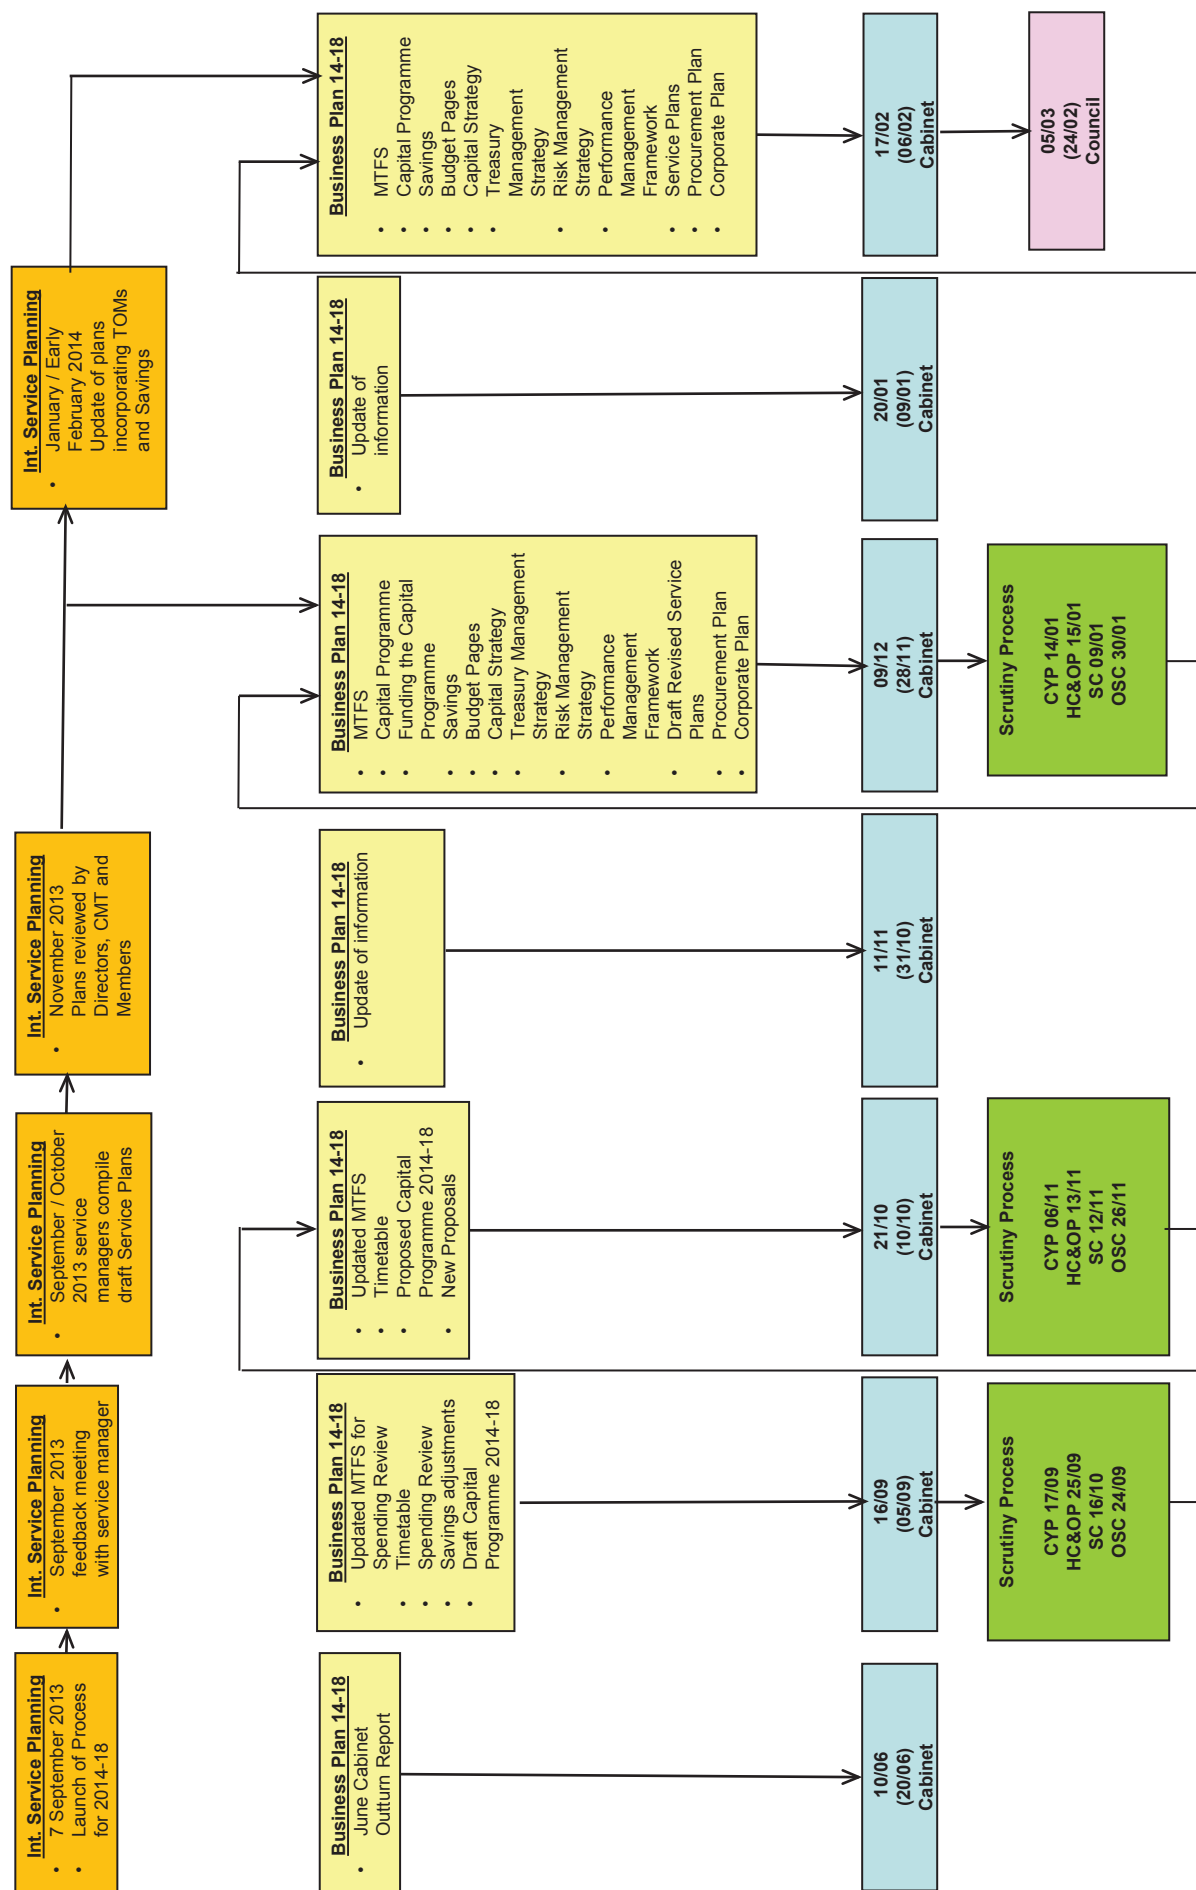 Int. Service Planning
• 7 September 2013
• Launch of Process
for 2014-18
Int. Service Planning
• September 2013
feedback meeting
with service manager
Int. Service Planning
• September / October
2013 service
managers compile
draft Service Plans
Int. Service Planning
• November 2013
Plans reviewed by
Directors, CMT and
Members
Int. Service Planning
• January / Early
February 2014
Update of plans
incorporating TOMs
and Savings
Business Plan 14-18
• June Cabinet
Outturn Report
Business Plan 14-18
• Updated MTFS for
Spending Review
• Timetable
• Spending Review
• Savings adjustments
• Draft Capital
Programme 2014-18
Business Plan 14-18
• Updated MTFS
• Timetable
• Proposed Capital
Programme 2014-18
• New Proposals
Business Plan 14-18
• Update of information
Business Plan 14-18
• MTFS
• Capital Programme
• Funding the Capital
Programme
• Savings
• Budget Pages
• Capital Strategy
• Treasury Management
Strategy
• Risk Management
Strategy
• Performance
Management
Framework
• Draft Revised Service
Plans
• Procurement Plan
• Corporate Plan
Business Plan 14-18
• Update of
information
Business Plan 14-18
• MTFS
• Capital Programme
• Savings
• Budget Pages
• Capital Strategy
• Treasury
Management
Strategy
• Risk Management
Strategy
• Performance
Management
Framework
• Service Plans
• Procurement Plan
• Corporate Plan
10/06
(20/06)
Cabinet
16/09
(05/09)
Cabinet
21/10
(10/10)
Cabinet
11/11
(31/10)
Cabinet
09/12
(28/11)
Cabinet
20/01
(09/01)
Cabinet
17/02
(06/02)
Cabinet
Scrutiny Process
CYP 17/09
HC&OP 25/09
SC 16/10
OSC 24/09
Scrutiny Process
CYP 06/11
HC&OP 13/11
SC 12/11
OSC 26/11
Scrutiny Process
CYP 14/01
HC&OP 15/01
SC 09/01
OSC 30/01
05/03
(24/02)
Council